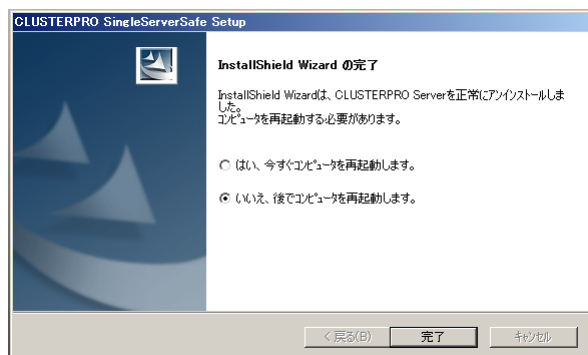 CLUSTERPRO SingleServerSafe Setup
InstallShield Wizard の完了
InstallShield Wizardは、CLUSTERPRO Serverを正常にアンインストールしま
した。
コンピュータを再起動する必要があります。
はい、今すぐコンピュータを再起動します。
いいえ、後でコンピュータを再起動します。
< 戻る(B)
完了
キャンセル